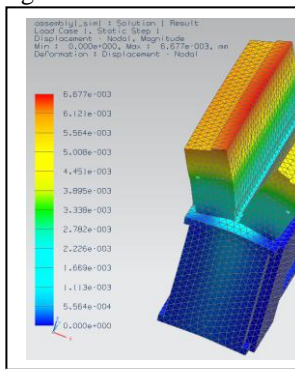 assembly1_sim1 : Solution 1 Result
Load Case 1, Static Step 1
Displacement - Nodal, Magnitude
Min : 0.000e+000, Max : 6.677e-003, mm
Deformation : Displacement - Nodal
6.677e-003
6.121e-003
5.564e-003
5.008e-003
4.451e-003
3.895e-003
3.338e-003
2.782e-003
2.226e-003
1.669e-003
1.113e-003
5.564e-004
0.000e+000